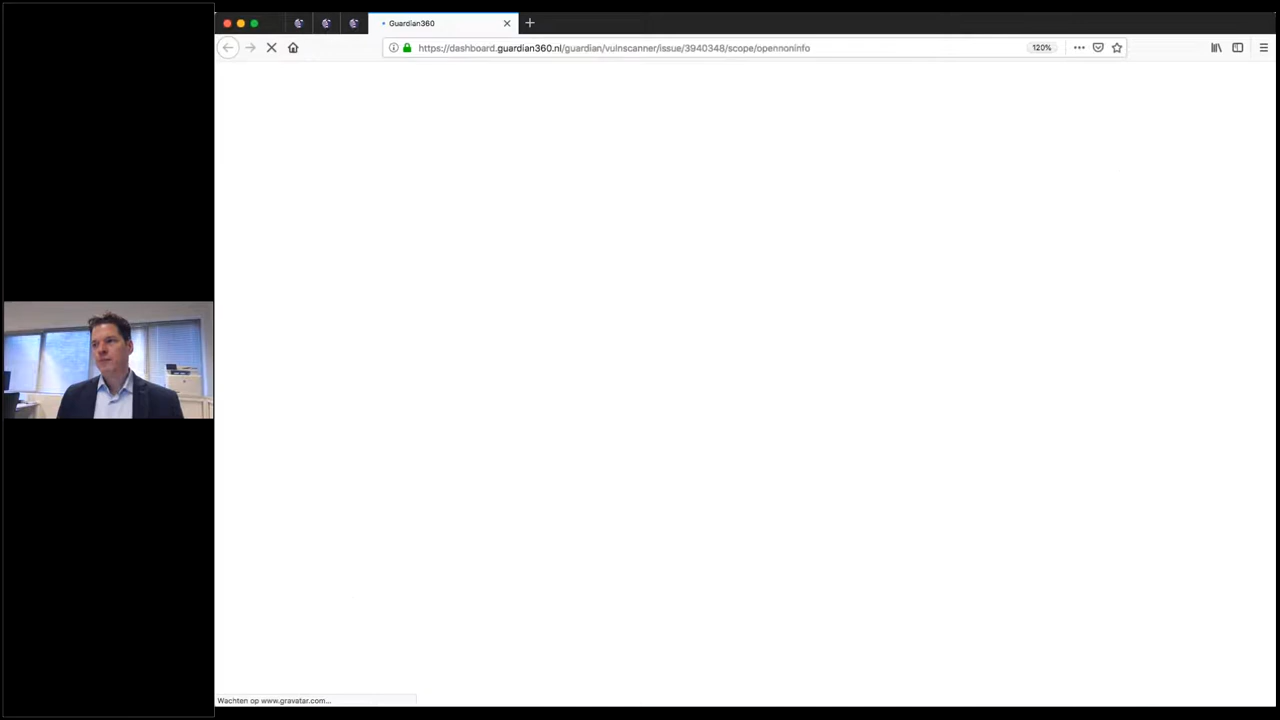 Guardian360
https://dashboard.guardian360.nl/guardian/vulnscanner/issue/3940348/scope/opennoninfo
120%
Wachten op www.gravatar.com...